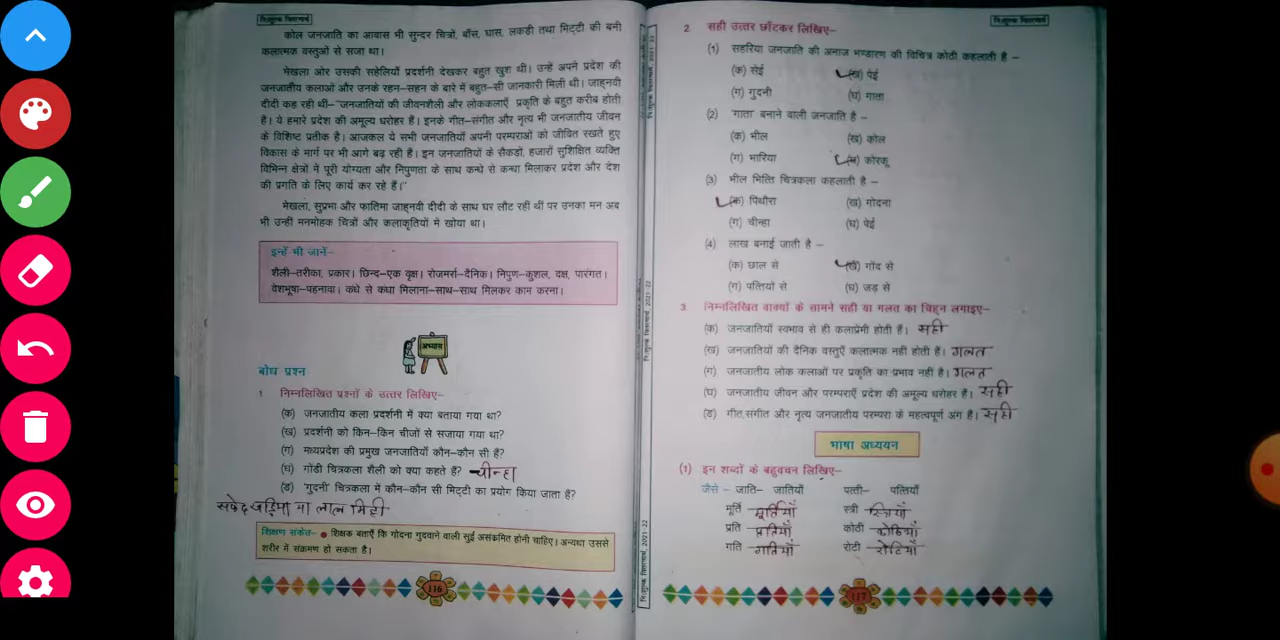 निःशुल्क वितरणार्थ
कोल जनजाति का आवास भी सुन्दर चित्रों, बाँस, घास, लकड़ी तथा मिट्टी की बनी
कलात्मक वस्तुओं से सजा था।
मेखला ओर उसकी सहेलियाँ प्रदर्शनी देखकर बहुत खुश थीं। उन्हें अपने प्रदेश की
जनजातीय कलाओं और उनके रहन–सहन के बारे में बहुत–सी जानकारी मिली थी। जाह्नवी
दीदी कह रही थीं–"जनजातियों की जीवनशैली और लोककलाएँ प्रकृति के बहुत करीब होती
हैं। ये हमारे प्रदेश की अमूल्य धरोहर हैं। इनके गीत–संगीत और नृत्य भी जनजातीय जीवन
के विशिष्ट प्रतीक है। आजकल ये सभी जनजातियाँ अपनी परम्पराओं को जीवित रखते हुए
विकास के मार्ग पर भी आगे बढ़ रही हैं। इन जनजातियों के सैकड़ों, हजारों सुशिक्षित व्यक्ति
विभिन्न क्षेत्रों में पूरी योग्यता और निपुणता के साथ कन्धे से कन्धा मिलाकर प्रदेश और देश
की प्रगति के लिए कार्य कर रहे हैं।"
मेखला, सुप्रभा और फातिमा जाह्नवी दीदी के साथ घर लौट रहीं थीं पर उनका मन अब
भी उन्हीं मनमोहक चित्रों और कलाकृतियों में खोया था।
इन्हें भी जानें–
शैली–तरीका, प्रकार। छिन्द–एक वृक्ष। रोजमर्रा–दैनिक। निपुण–कुशल, दक्ष, पारंगत।
वेशभूषा–पहनावा। कंधे से कंधा मिलाना–साथ–साथ मिलकर काम करना।
अभ्यास
बोध प्रश्न
1 निम्नलिखित प्रश्नों के उत्तर लिखिए–
(क) जनजातीय कला प्रदर्शनी में क्या बताया गया था?
(ख) प्रदर्शनी को किन–किन चीजों से सजाया गया था?
(ग) मध्यप्रदेश की प्रमुख जनजातियाँ कौन–कौन सी हैं?
(घ) गोंडी चित्रकला शैली को क्या कहते हैं? चीन्हा
(ङ) 'गुदनी' चित्रकला में कौन–कौन सी मिट्टी का प्रयोग किया जाता हैं?
सफेद खड़िया या लाल मिट्टी
शिक्षण संकेत– ● शिक्षक बताएँ कि गोदना गुदवाने वाली सुई असंक्रमित होनी चाहिए। अन्यथा उससे
शरीर में संक्रमण हो सकता है।
116
निःशुल्क वितरणार्थ, 2021-22
निःशुल्क वितरणार्थ
2 सही उत्तर छाँटकर लिखिए–
(1) सहरिया जनजाति की अनाज भण्डारण की विचित्र कोठी कहलाती है –
(क) सेई (ख) पेई
(ग) गुदनी (घ) गाता
(2) 'गाता' बनाने वाली जनजाति है –
(क) भील (ख) कोल
(ग) भारिया (घ) कोरकू
(3) भील भित्ति चित्रकला कहलाती है –
(क) पिथौरा (ख) गोदना
(ग) चीन्हा (घ) पेई
(4) लाख बनाई जाती है –
(क) छाल से (ख) गोंद से
(ग) पत्तियों से (घ) जड़ से
3 निम्नलिखित वाक्यों के सामने सही या गलत का चिह्न लगाइए–
(क) जनजातियाँ स्वभाव से ही कलाप्रेमी होती हैं। सही
(ख) जनजातियों की दैनिक वस्तुएँ कलात्मक नहीं होती हैं। गलत
(ग) जनजातीय लोक कलाओं पर प्रकृति का प्रभाव नहीं है। गलत
(घ) जनजातीय जीवन और परम्पराएँ प्रदेश की अमूल्य धरोहर हैं। सही
(ङ) गीत,संगीत और नृत्य जनजातीय परम्परा के महत्वपूर्ण अंग हैं। सही
भाषा अध्ययन
(1) इन शब्दों के बहुवचन लिखिए–
जैसे – जाति– जातियाँ पत्ती– पत्तियाँ
मूर्ति मूर्तियाँ स्त्री स्त्रियाँ
प्रति प्रतियाँ कोठी कोठियाँ
गति गतियाँ रोटी रोटियाँ
117